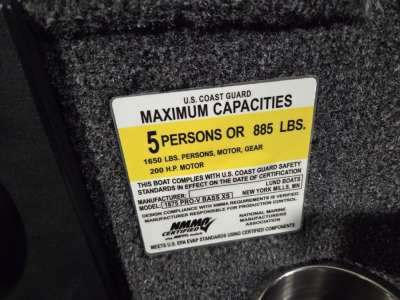 U.S. COAST GUARD
MAXIMUM CAPACITIES
5 PERSONS OR 885 LBS.
1650 LBS. PERSONS, MOTOR, GEAR
200 H.P. MOTOR
THIS BOAT COMPLIES WITH U.S. COAST GUARD SAFETY
STANDARDS IN EFFECT ON THE DATE OF CERTIFICATION
MANUFACTURER: LUND BOATS
MODEL: 1875 PRO-V BASS XS NEW YORK MILLS, MN
DESIGN COMPLIANCE WITH NMMA REQUIREMENTS IS VERIFIED.
MANUFACTURER RESPONSIBLE FOR PRODUCTION CONTROL.
NMMA
CERTIFIED
NATIONAL MARINE
MANUFACTURERS
ASSOCIATION
MEETS U.S. EPA EVAP STANDARDS USING CERTIFIED COMPONENTS